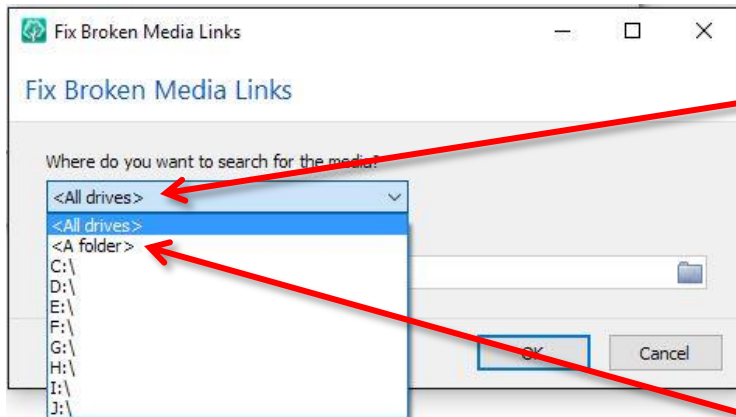 Fix Broken Media Links
Fix Broken Media Links
Where do you want to search for the media?
<All drives>
<All drives>
<A folder>
C:\
D:\
E:\
F:\
G:\
H:\
I:\
J:\
OK Cancel